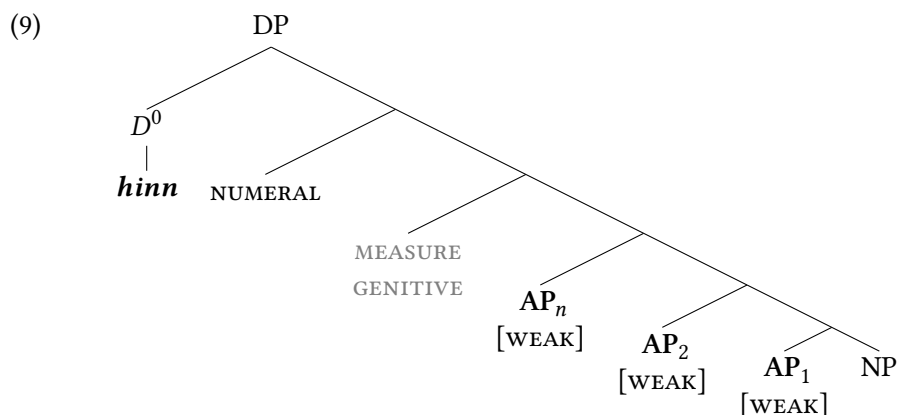 (9) DP
D⁰
hinn NUMERAL
MEASURE
GENITIVE
APₙ
[WEAK]
AP₂
[WEAK]
AP₁ NP
[WEAK]